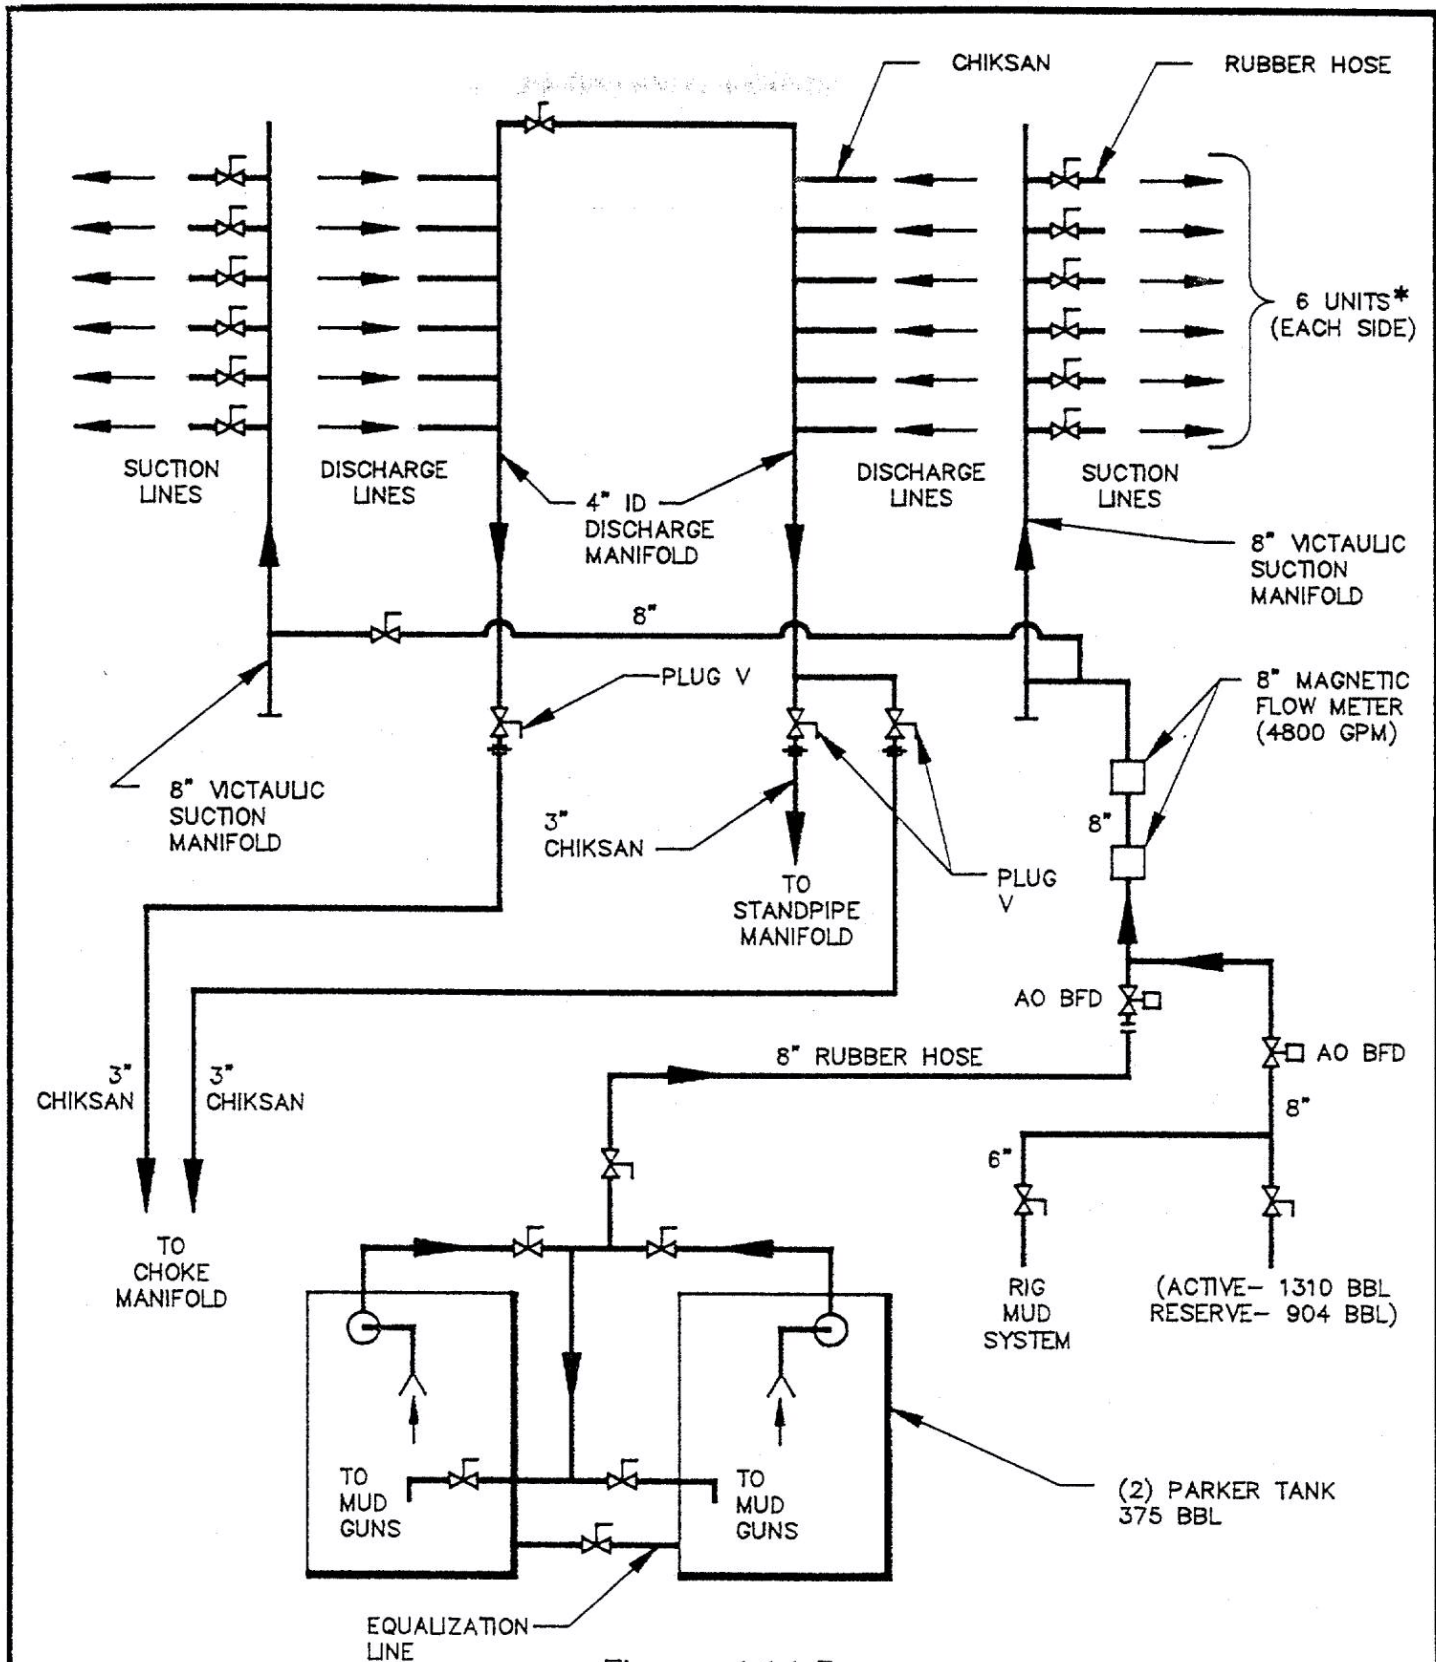 CHIKSAN
RUBBER HOSE
6 UNITS*
(EACH SIDE)
SUCTION
LINES
DISCHARGE
LINES
4" ID
DISCHARGE
MANIFOLD
DISCHARGE
LINES
SUCTION
LINES
8" VICTAULIC
SUCTION
MANIFOLD
8"
PLUG V
8" MAGNETIC
FLOW METER
(4800 GPM)
8" VICTAULIC
SUCTION
MANIFOLD
3"
CHIKSAN
8"
TO
STANDPIPE
MANIFOLD
PLUG
V
AO BFD
AO BFD
8" RUBBER HOSE
3"
CHIKSAN
3"
CHIKSAN
8"
6"
TO
CHOKE
MANIFOLD
RIG
MUD
SYSTEM
(ACTIVE- 1310 BBL
RESERVE- 904 BBL)
TO
MUD
GUNS
TO
MUD
GUNS
(2) PARKER TANK
375 BBL
EQUALIZATION
LINE